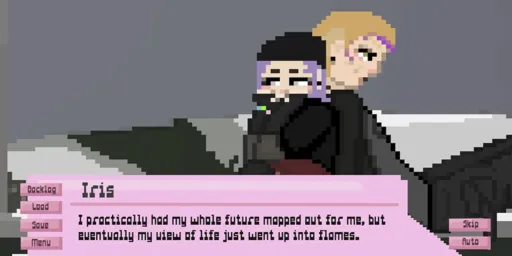 Backlog
Load
Save
Menu
Iris
I practically had my whole future mapped out for me, but
eventually my view of life just went up into flames.
Skip
Auto